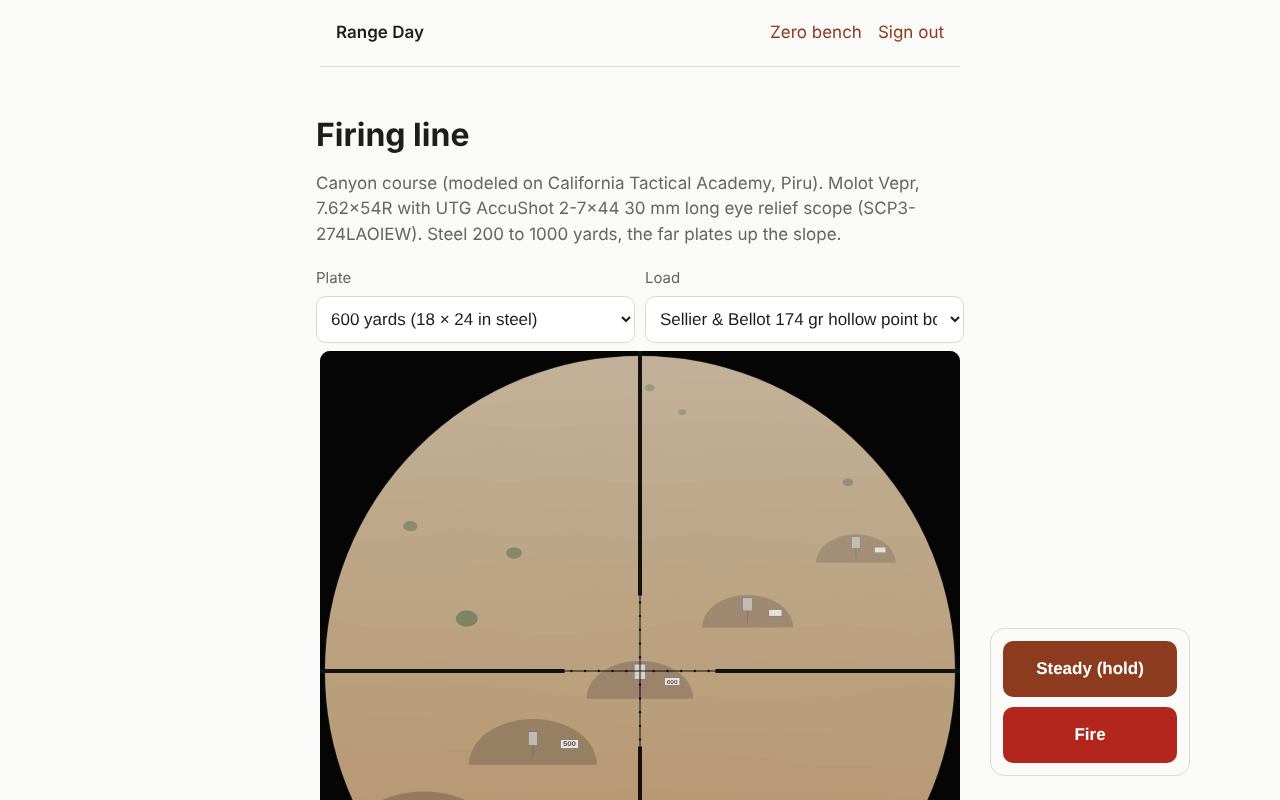 Range Day
Zero bench
Sign out
Firing line
Canyon course (modeled on California Tactical Academy, Piru). Molot Vepr,
7.62×54R with UTG AccuShot 2-7×44 30 mm long eye relief scope (SCP3-
274LAOIEW). Steel 200 to 1000 yards, the far plates up the slope.
Plate
Load
600 yards (18 × 24 in steel)
Sellier & Bellot 174 gr hollow point bo
600
500
Steady (hold)
Fire